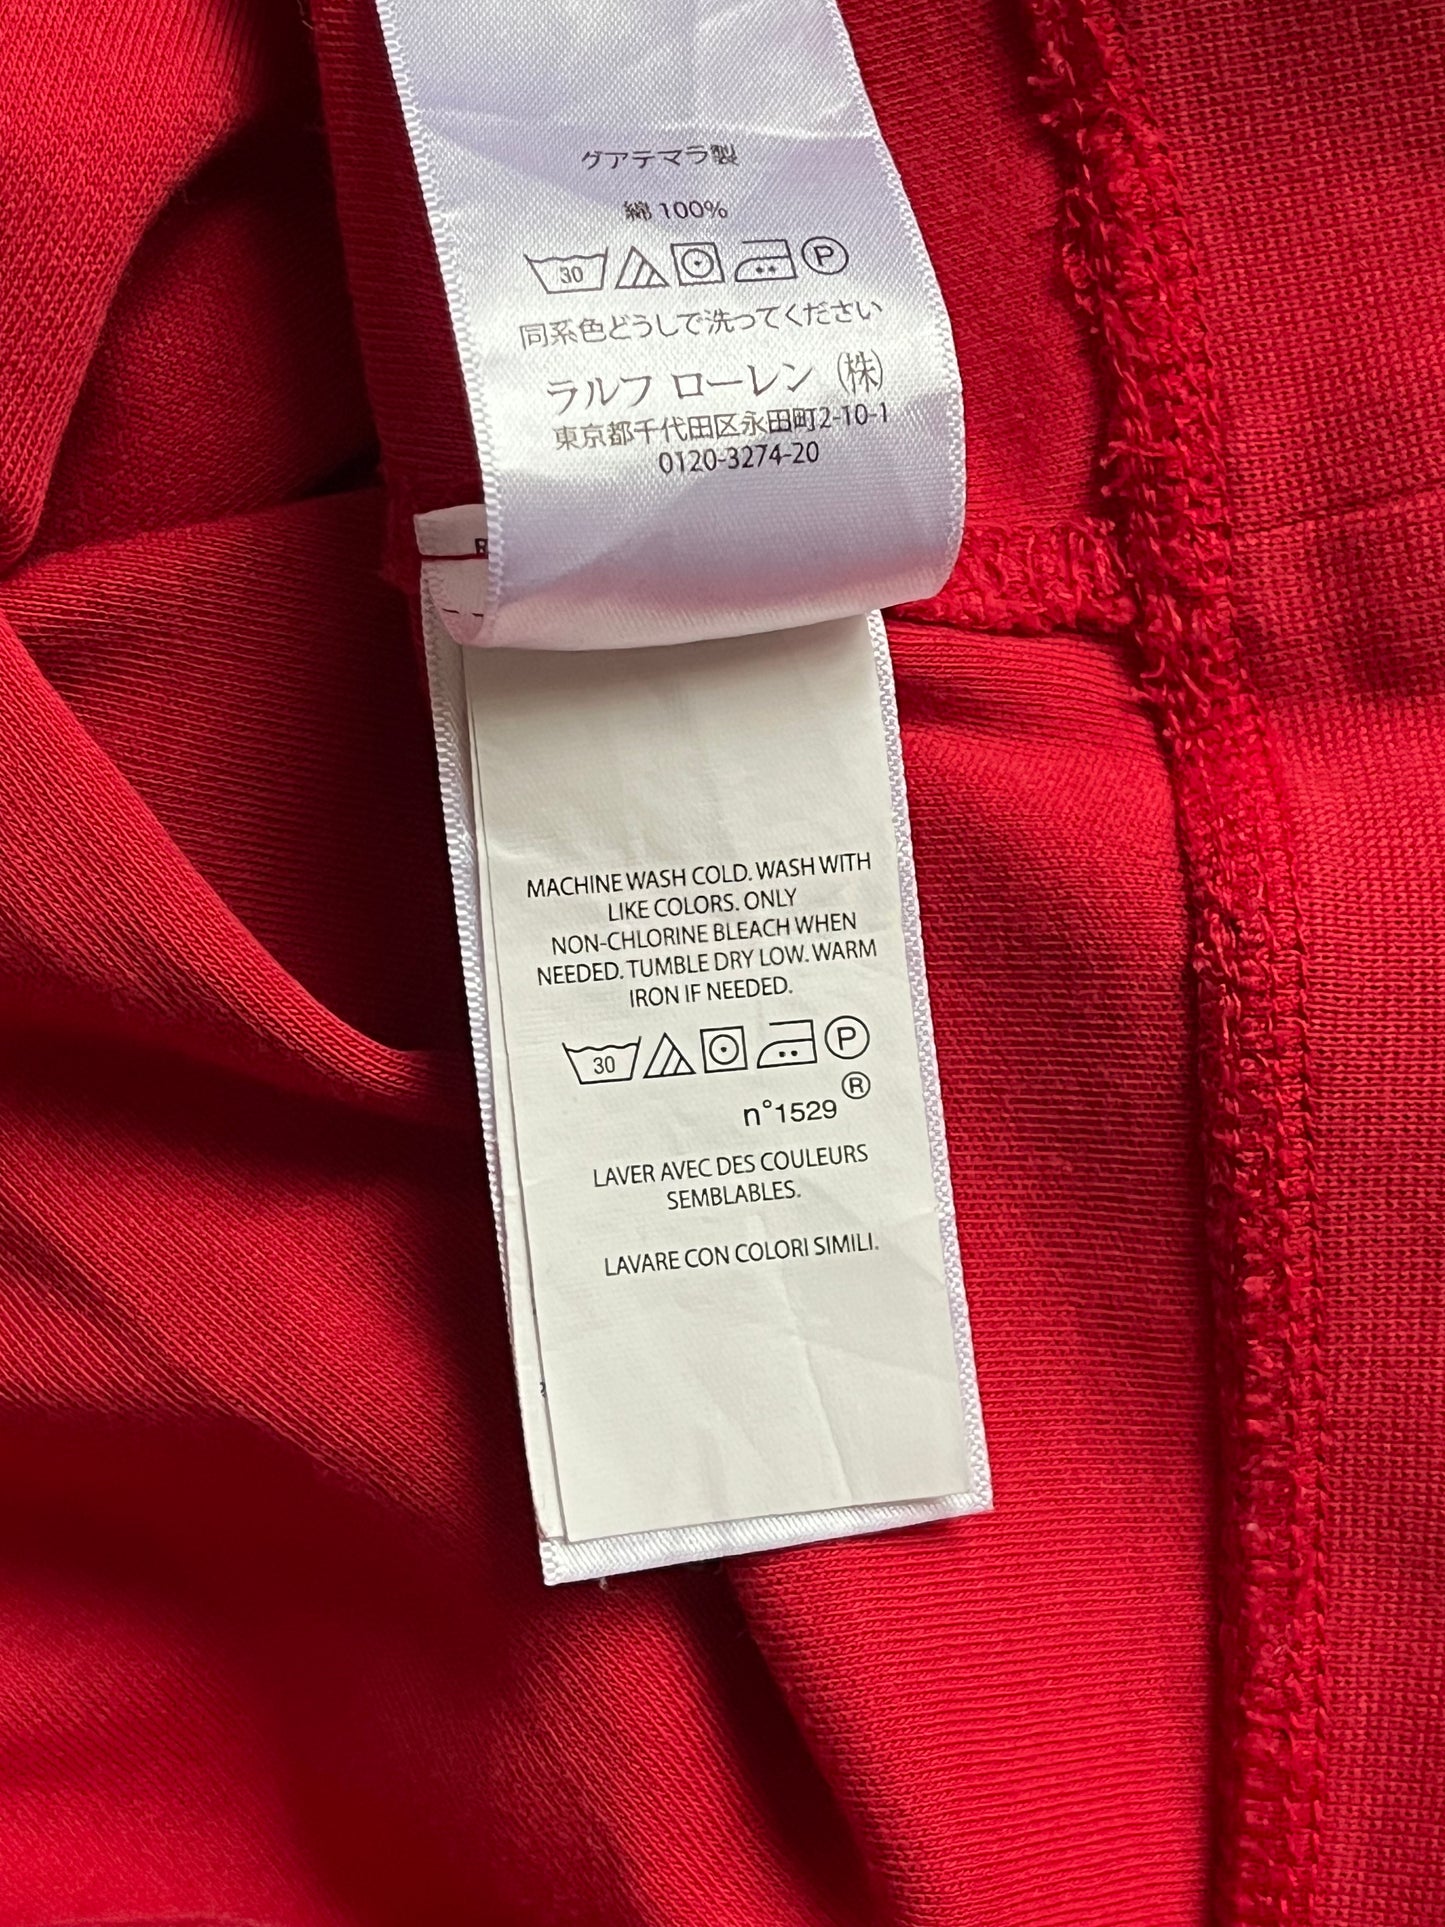 グアテマラ製
綿 100%
30 P
同系色どうしで洗ってください
ラルフ ローレン (株)
東京都千代田区永田町2-10-1
0120-3274-20
MACHINE WASH COLD. WASH WITH
LIKE COLORS. ONLY
NON-CHLORINE BLEACH WHEN
NEEDED. TUMBLE DRY LOW. WARM
IRON IF NEEDED.
30 P
®
n°1529
LAVER AVEC DES COULEURS
SEMBLABLES.
LAVARE CON COLORI SIMILI.